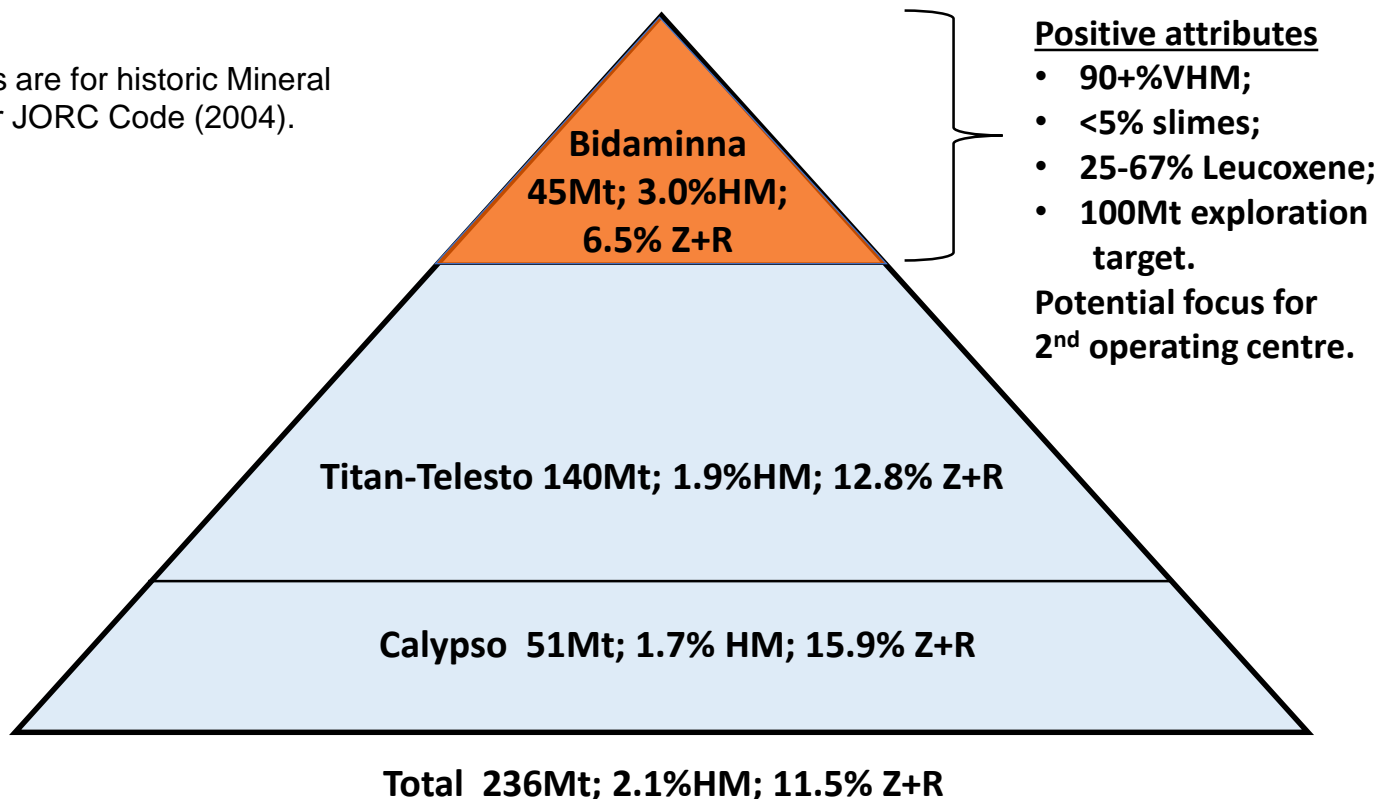 s are for historic Mineral
r JORC Code (2004).
Bidaminna
45Mt; 3.0%HM;
6.5% Z+R
Positive attributes
• 90+%VHM;
• <5% slimes;
• 25-67% Leucoxene;
• 100Mt exploration
target.
Potential focus for
2nd operating centre.
Titan-Telesto 140Mt; 1.9%HM; 12.8% Z+R
Calypso 51Mt; 1.7% HM; 15.9% Z+R
Total 236Mt; 2.1%HM; 11.5% Z+R